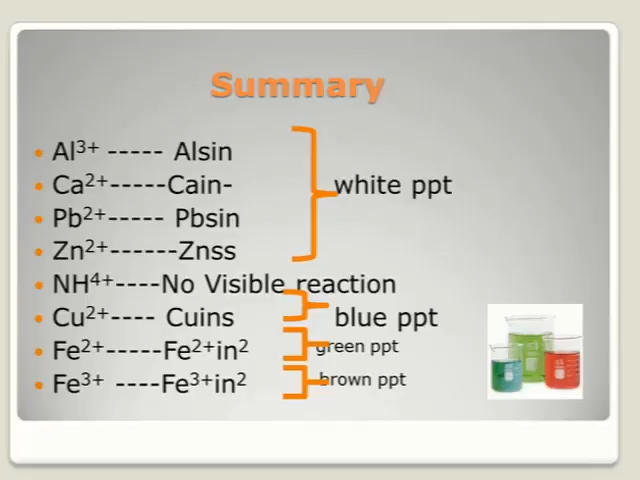 Summary
• Al³⁺ ----- Alsin
• Ca²⁺-----Cain-
white ppt
• Pb²⁺----- Pbsin
• Zn²⁺------Znss
• NH⁴⁺----No Visible reaction
• Cu²⁺---- Cuins
blue ppt
• Fe²⁺-----Fe²⁺in²
green ppt
• Fe³⁺ ----Fe³⁺in²
brown ppt